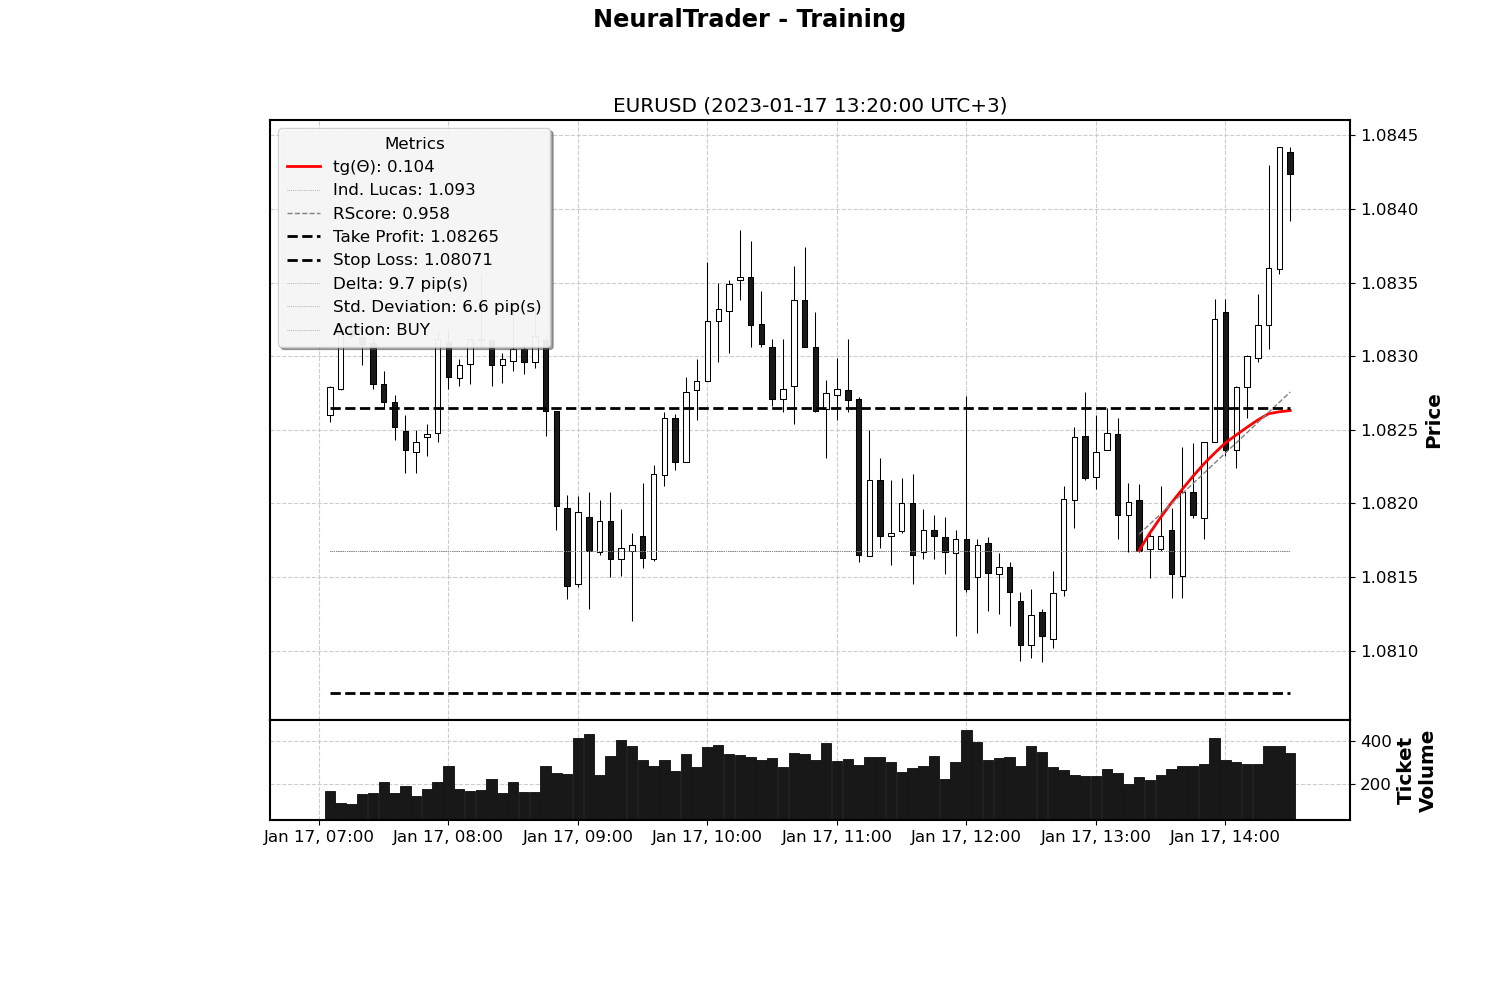 NeuralTrader - Training
EURUSD (2023-01-17 13:20:00 UTC+3)
Metrics
tg(Θ): 0.104
Ind. Lucas: 1.093
RScore: 0.958
Take Profit: 1.08265
Stop Loss: 1.08071
Delta: 9.7 pip(s)
Std. Deviation: 6.6 pip(s)
Action: BUY
1.0845
1.0840
1.0835
1.0830
1.0825
1.0820
1.0815
1.0810
Price
400
200
Ticket
Volume
Jan 17, 07:00
Jan 17, 08:00
Jan 17, 09:00
Jan 17, 10:00
Jan 17, 11:00
Jan 17, 12:00
Jan 17, 13:00
Jan 17, 14:00